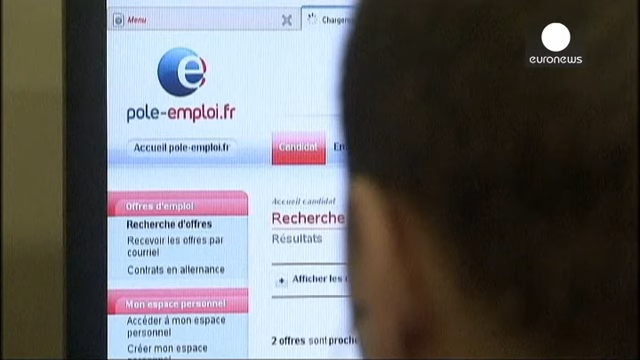 Menu
euronews
pole-emploi.fr
Accueil pole-emploi.fr
Candidat
Offres d'emploi
Recherche d'offres
Recevoir les offres par
courriel
Contrats en alternance
Mon espace personnel
Accéder à mon espace
personnel
Créer mon espace
Accueil candidat
Recherche
Résultats
Afficher les
2 offres sont proche